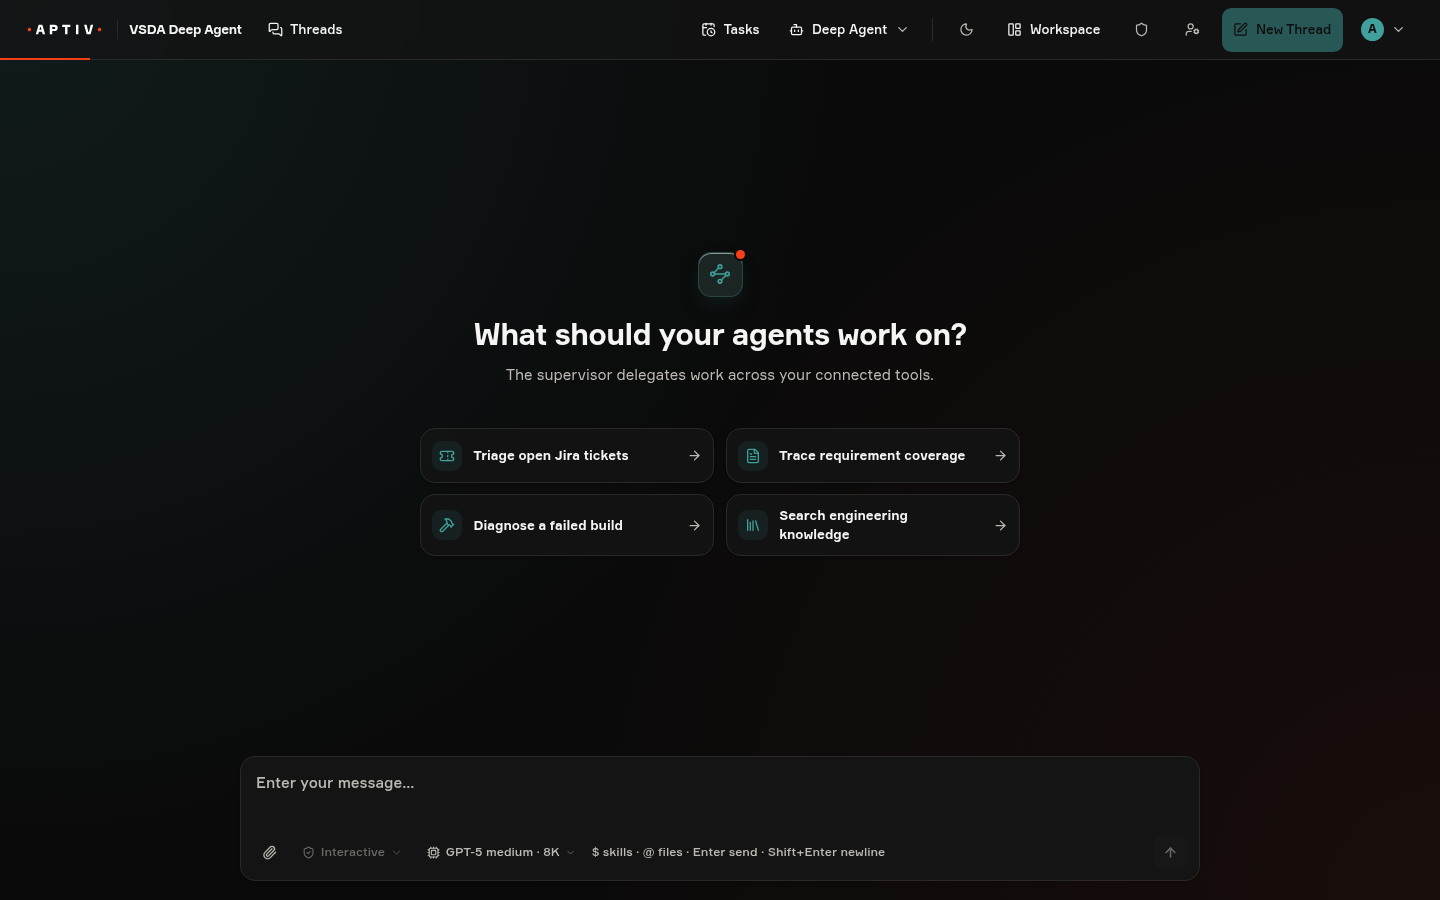 APTIV
VSDA Deep Agent
Threads
Tasks
Deep Agent
Workspace
New Thread
A
What should your agents work on?
The supervisor delegates work across your connected tools.
Triage open Jira tickets
Trace requirement coverage
Diagnose a failed build
Search engineering
knowledge
Enter your message...
Interactive
GPT-5 medium · 8K
$ skills · @ files · Enter send · Shift+Enter newline